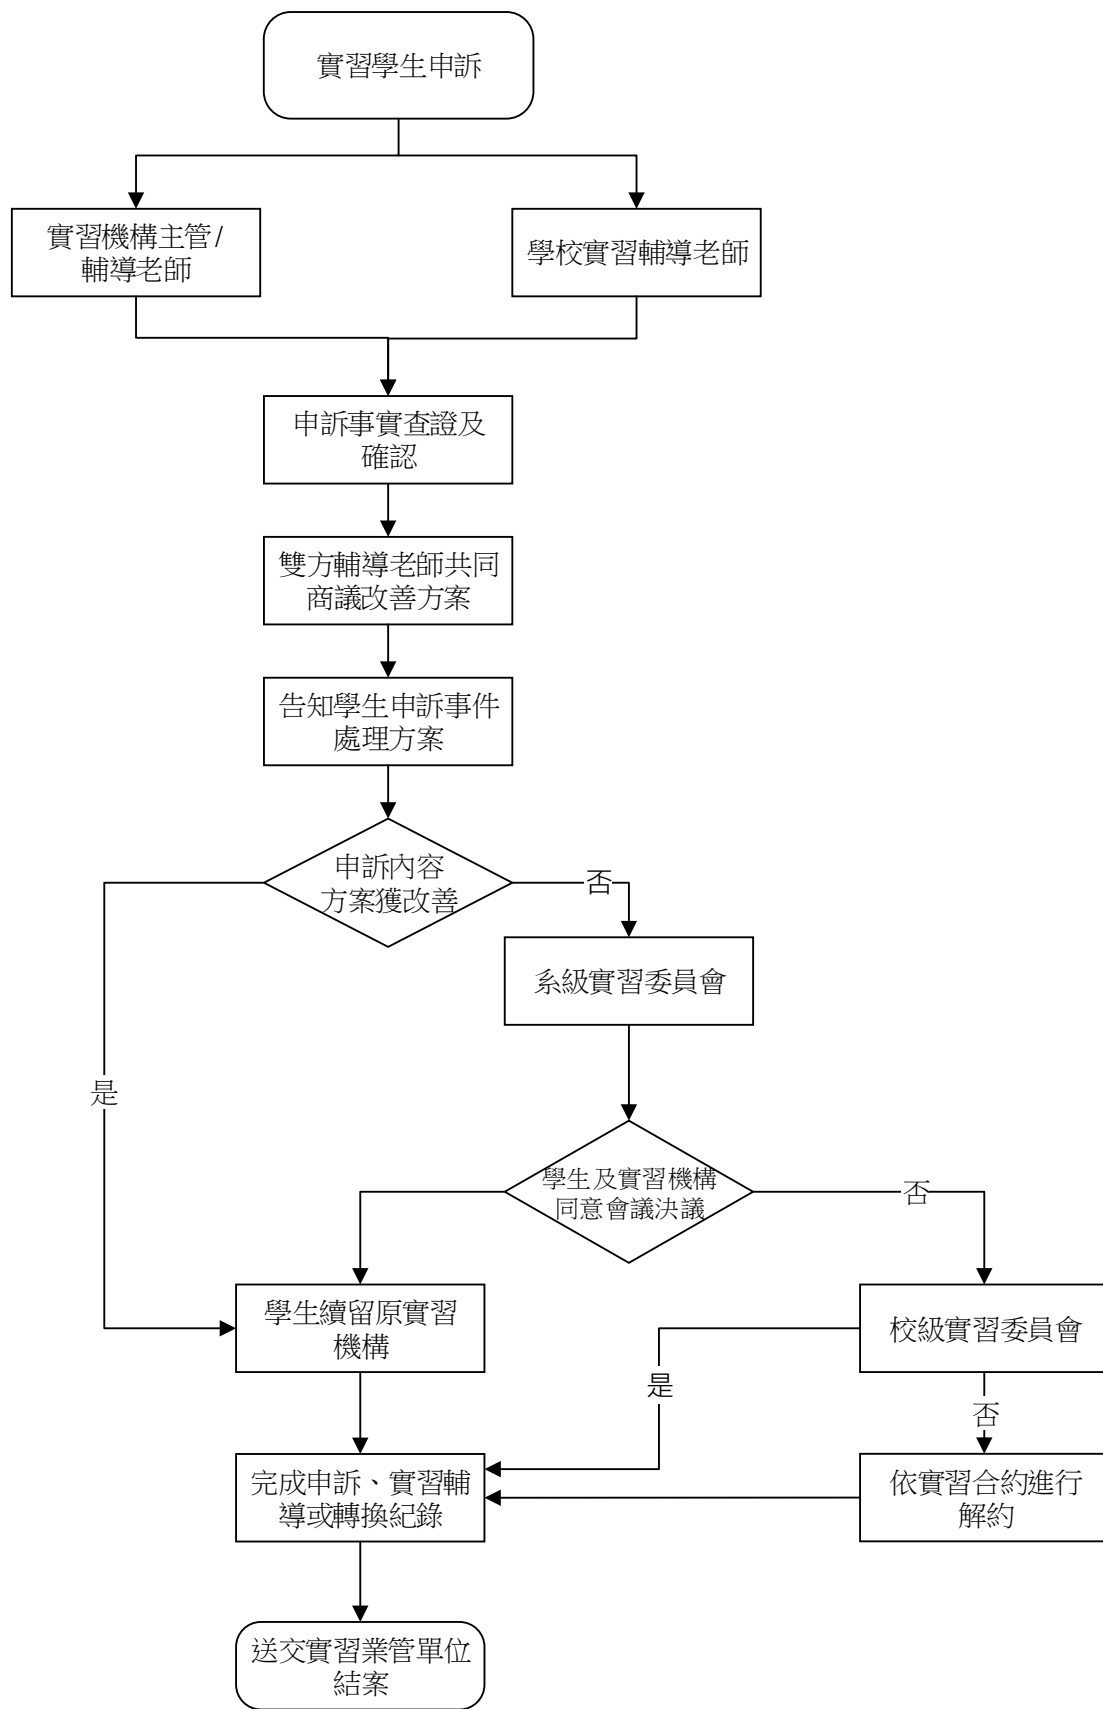 實習學生申訴
實習機構主管/
輔導老師
學校實習輔導老師
申訴事實查證及
確認
雙方輔導老師共同
商議改善方案
告知學生申訴事件
處理方案
申訴內容
方案獲改善
否
系級實習委員會
是
學生及實習機構
同意會議決議
否
學生續留原實習
機構
校級實習委員會
是
否
完成申訴、實習輔
導或轉換紀錄
依實習合約進行
解約
送交實習業管單位
結案